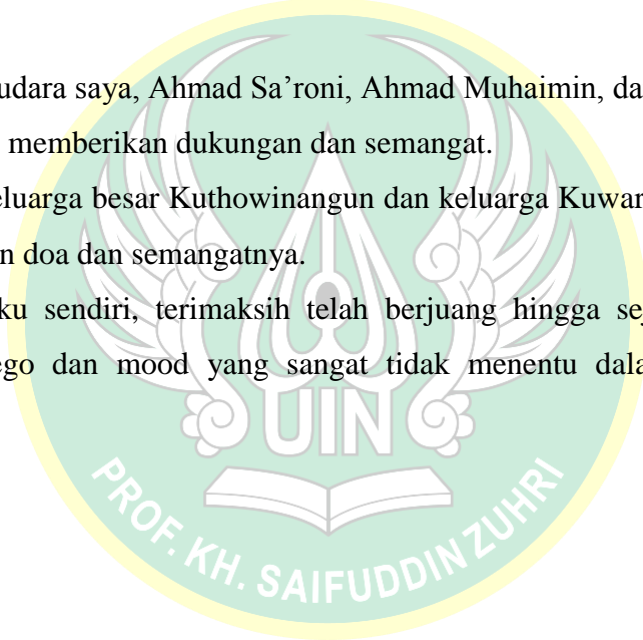 udara saya, Ahmad Sa’roni, Ahmad Muhaimin, da
memberikan dukungan dan semangat.
eluarga besar Kuthowinangun dan keluarga Kuwar
n doa dan semangatnya.
ku sendiri, terimaksih telah berjuang hingga se
ego dan mood yang sangat tidak menentu dala
UIN
PROF. KH. SAIFUDDIN ZUHRI